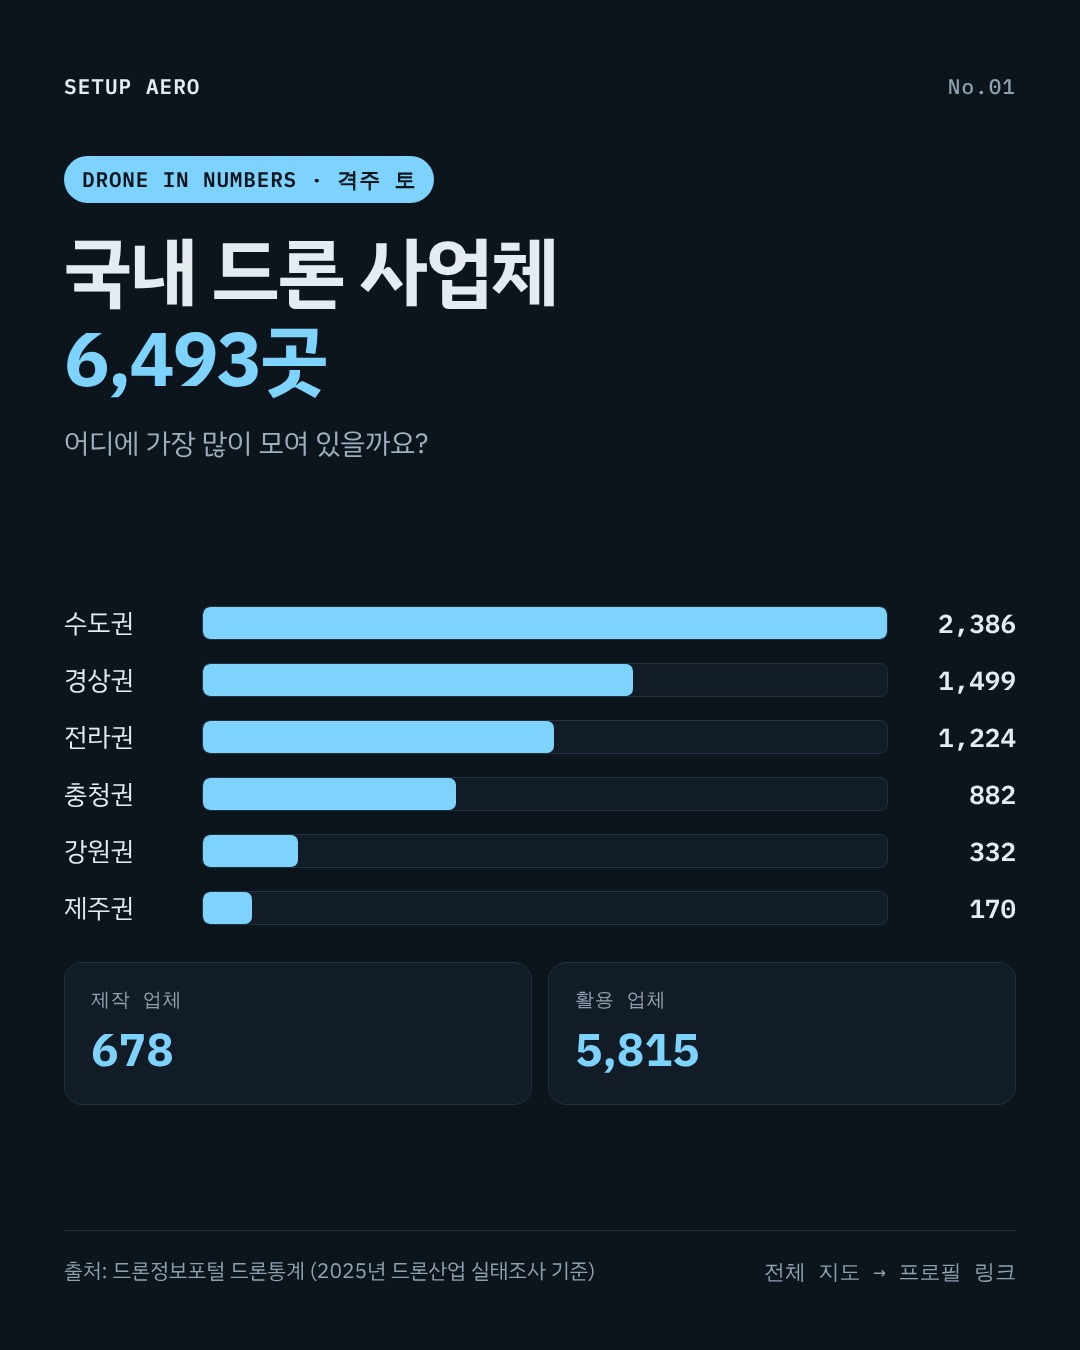 SETUP AERO
No.01
DRONE IN NUMBERS · 격주 토
국내 드론 사업체
6,493곳
어디에 가장 많이 모여 있을까요?
수도권 2,386
경상권 1,499
전라권 1,224
충청권 882
강원권 332
제주권 170
제작 업체
678
활용 업체
5,815
출처: 드론정보포털 드론통계 (2025년 드론산업 실태조사 기준)
전체 지도 → 프로필 링크